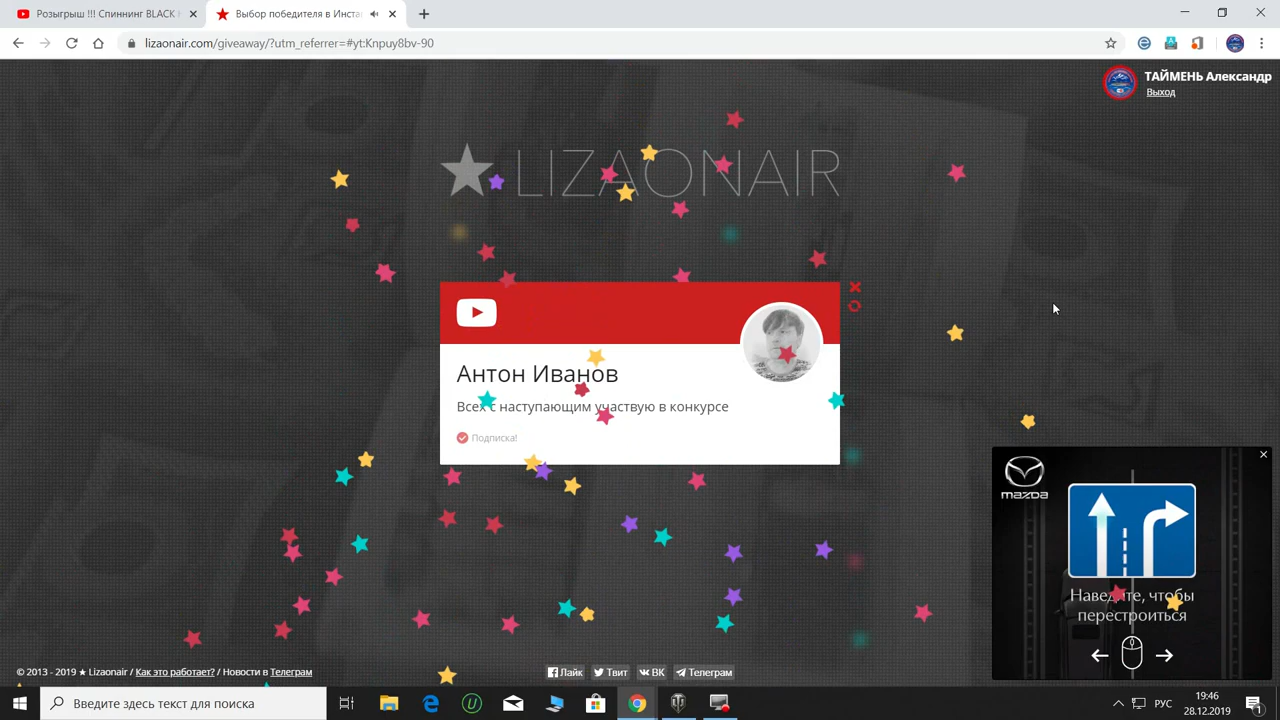 Розыгрыш !!! Спиннинг BLACK
Выбор победителя в Инста
lizaonair.com/giveaway/?utm_referrer=#yt:Knpuy8bv-90
ТАЙМЕНЬ Александр
Выход
LIZAONAIR
Антон Иванов
Всех с наступающим участвую в конкурсе
Подписка!
mazda
Наведите, чтобы
перестроиться
© 2013 - 2019 ★ Lizaonair / Как это работает? / Новости в Телеграм
Лайк Твит ВК Телеграм
Введите здесь текст для поиска
РУС
19:46
28.12.2019
1